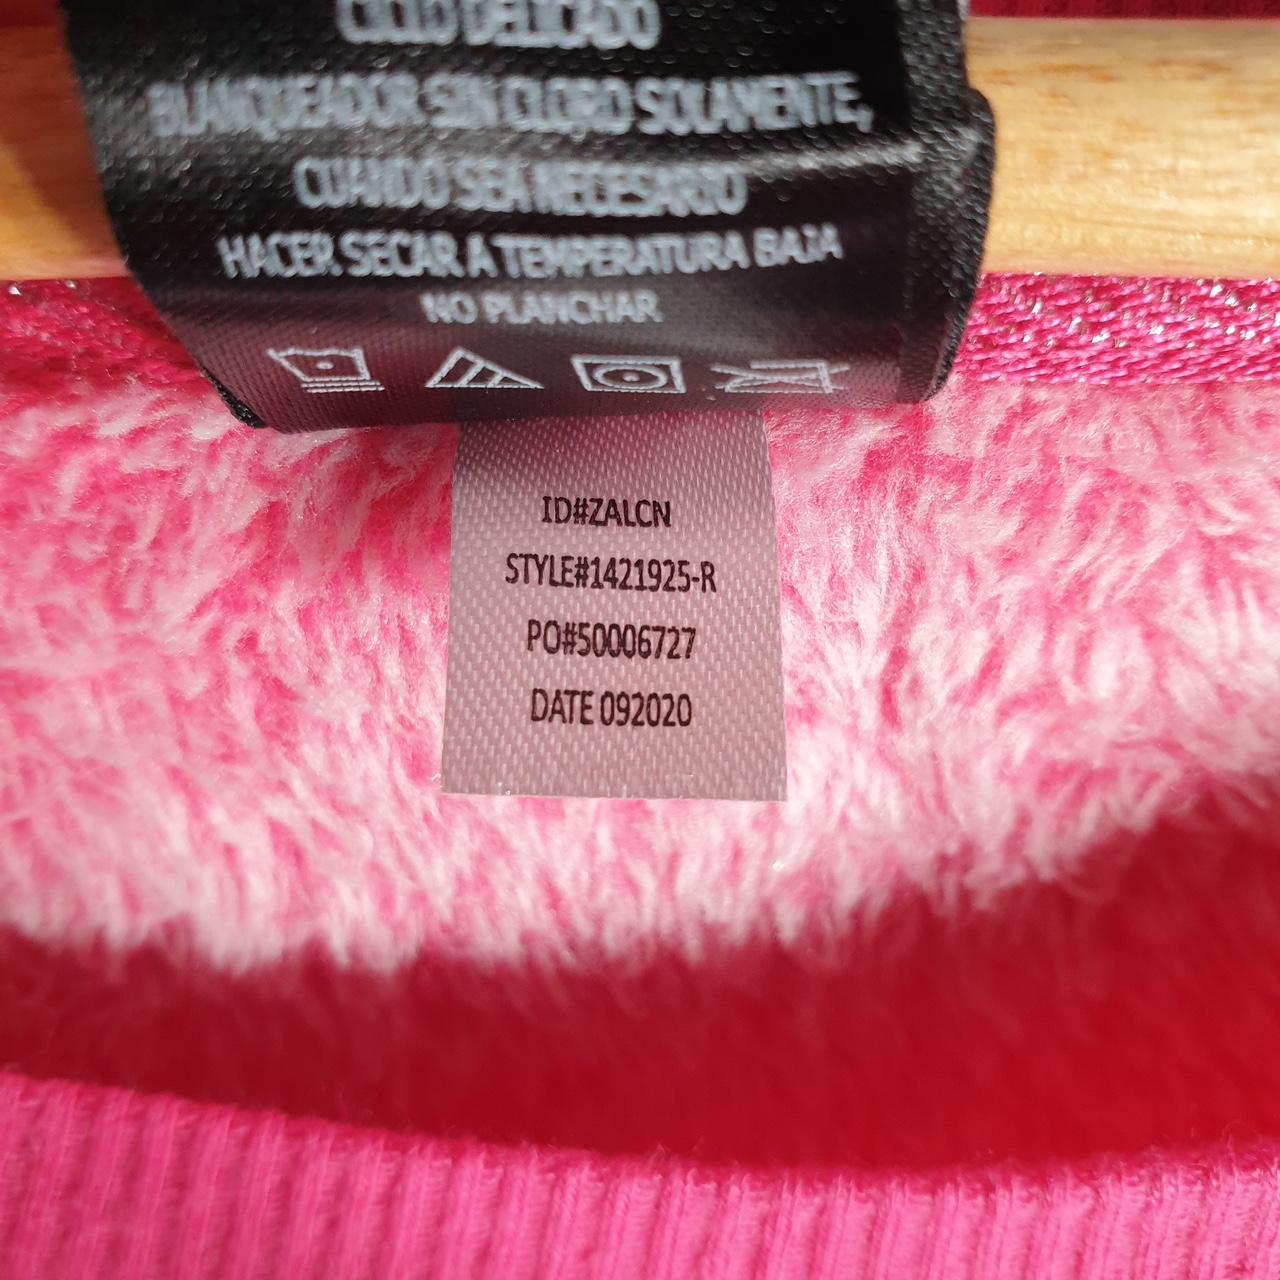 CICLO DELICADO
BLANQUEADOR SIN CLORO SOLAMENTE,
CUANDO SEA NECESARIO
HACER SECAR A TEMPERATURA BAJA
NO PLANCHAR
ID#ZALCN
STYLE#1421925-R
PO#50006727
DATE 092020